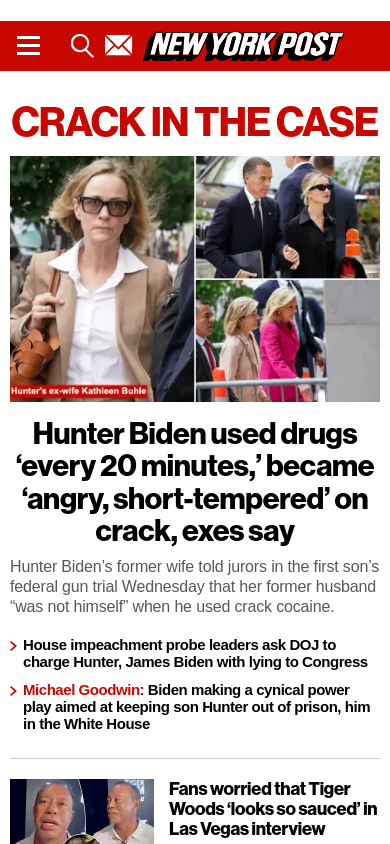 NEW YORK POST
CRACK IN THE CASE
Hunter's ex-wife Kathleen Buhle
Hunter Biden used drugs
‘every 20 minutes,’ became
‘angry, short-tempered’ on
crack, exes say
Hunter Biden’s former wife told jurors in the first son’s
federal gun trial Wednesday that her former husband
“was not himself” when he used crack cocaine.
House impeachment probe leaders ask DOJ to
charge Hunter, James Biden with lying to Congress
Michael Goodwin: Biden making a cynical power
play aimed at keeping son Hunter out of prison, him
in the White House
Fans worried that Tiger
Woods ‘looks so sauced’ in
Las Vegas interview